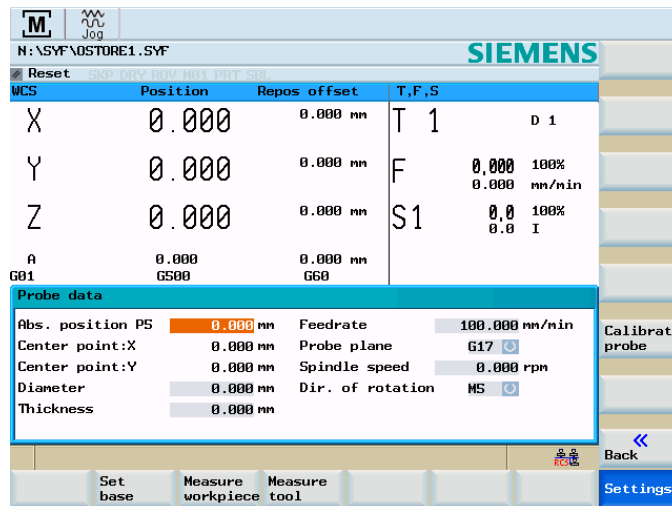 M
Jog
N:\SYF\OSTORE1.SYF
SIEMENS
Reset SKP DRY ROV M01 PRT SBL
WCS Position Repos offset T,F,S
X 0.000 0.000 mm T 1 D 1
Y 0.000 0.000 mm F 0,000 100%
0.000 mm/min
Z 0.000 0.000 mm S1 0,0 100%
0.0 I
A 0.000 0.000 mm
G01 G500 G60
Probe data
Abs. position P5 0.000 mm Feedrate 100.000 mm/min
Center point:X 0.000 mm Probe plane G17
Center point:Y 0.000 mm Spindle speed 0.000 rpm
Diameter 0.000 mm Dir. of rotation M5
Thickness 0.000 mm
Calibrat
probe
RCS
«
Back
Set
base
Measure
workpiece
Measure
tool
Settings